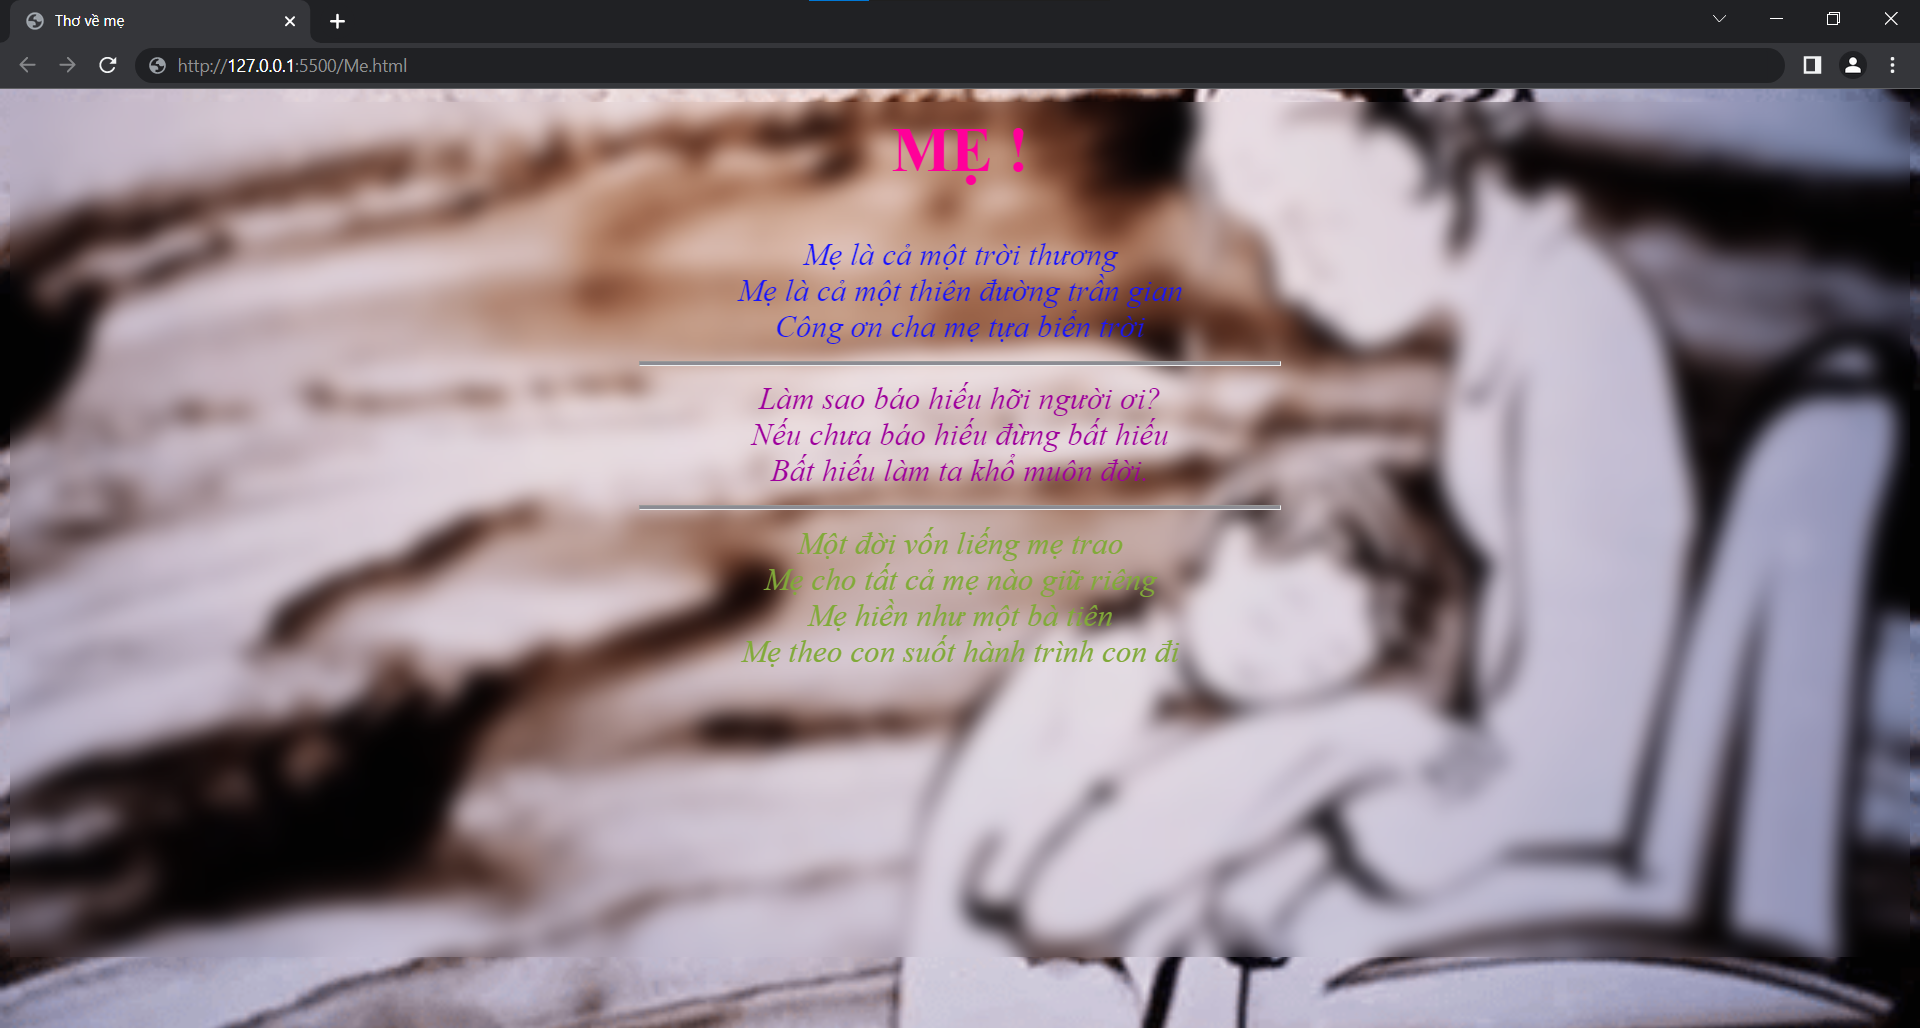 Thơ về mẹ
http://127.0.0.1:5500/Me.html
MẸ !
Mẹ là cả một trời thương
Mẹ là cả một thiên đường trần gian
Công ơn cha mẹ tựa biển trời
Làm sao báo hiếu hỡi người ơi?
Nếu chưa báo hiếu đừng bất hiếu
Bất hiếu làm ta khổ muôn đời.
Một đời vốn liếng mẹ trao
Mẹ cho tất cả mẹ nào giữ riêng
Mẹ hiền như một bà tiên
Mẹ theo con suốt hành trình con đi